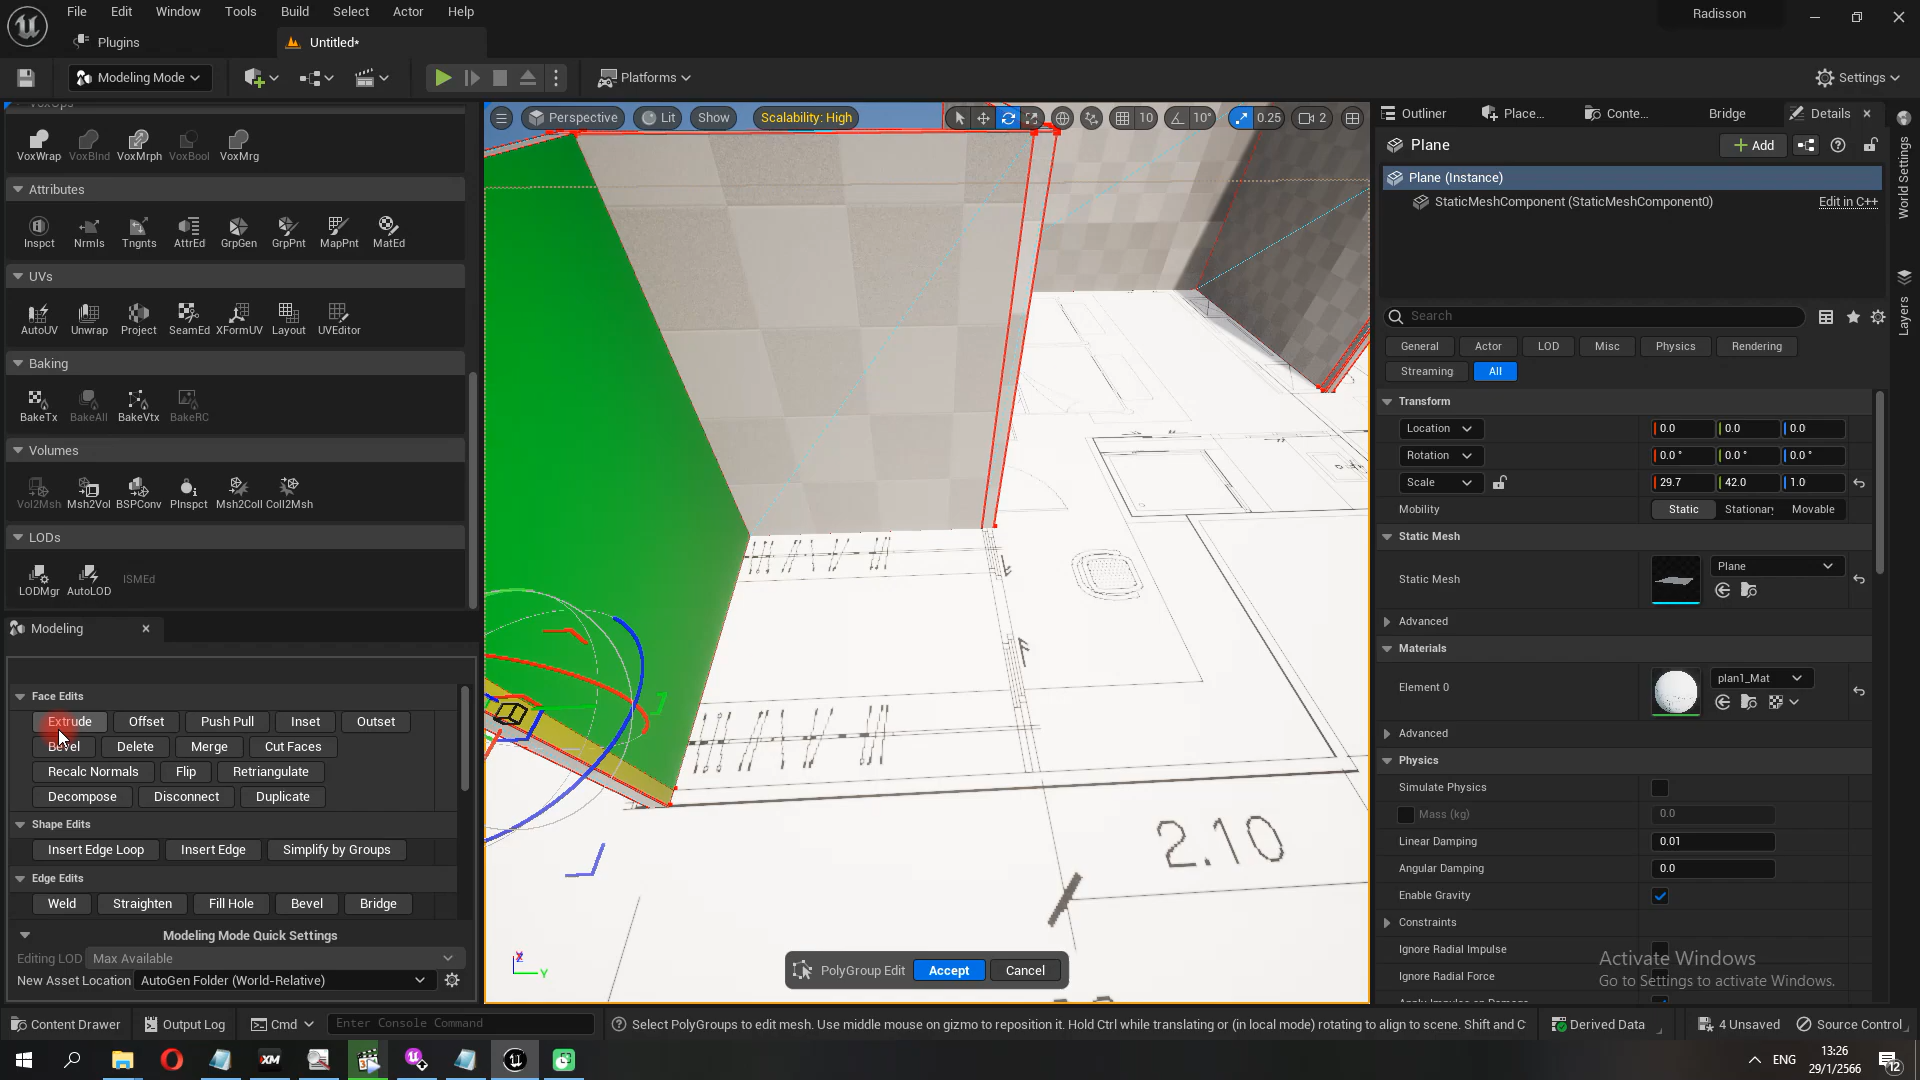 File Edit Window Tools Build Select Actor Help
Radisson
Plugins
Untitled*
Modeling Mode
Platforms
Settings
VoxOps
VoxWrap VoxBlnd VoxMrph VoxBool VoxMrg
Attributes
Inspct Nrmls Tngnts AttrEd GrpGen GrpPnt MapPnt MatEd
UVs
AutoUV Unwrap Project SeamEd XFormUV Layout UVEditor
Baking
BakeTx BakeAll BakeVtx BakeRC
Volumes
Vol2Msh Msh2Vol BSPConv PInspct Msh2Coll Coll2Msh
LODs
LODMgr AutoLOD ISMEd
Modeling
Face Edits
Extrude Offset Push Pull Inset Outset
Bevel Delete Merge Cut Faces
Recalc Normals Flip Retriangulate
Decompose Disconnect Duplicate
Shape Edits
Insert Edge Loop Insert Edge Simplify by Groups
Edge Edits
Weld Straighten Fill Hole Bevel Bridge
Modeling Mode Quick Settings
Editing LOD Max Available
New Asset Location AutoGen Folder (World-Relative)
Perspective Lit Show Scalability: High 10 10° 0.25 2
2.10
X
Y
PolyGroup Edit Accept Cancel
Outliner Place... Conte... Bridge Details
Plane Add
Plane (Instance)
StaticMeshComponent (StaticMeshComponent0) Edit in C++
Search
General Actor LOD Misc Physics Rendering
Streaming All
Transform
Location 0.0 0.0 0.0
Rotation 0.0 ° 0.0 ° 0.0 °
Scale 29.7 42.0 1.0
Mobility Static Stationary Movable
Static Mesh
Static Mesh Plane
Advanced
Materials
Element 0 plan1_Mat
Advanced
Physics
Simulate Physics
Mass (kg) 0.0
Linear Damping 0.01
Angular Damping 0.0
Enable Gravity
Constraints
Ignore Radial Impulse
Ignore Radial Force
Apply Impulse on Damage
Activate Windows
Go to Settings to activate Windows.
World Settings
Layers
Content Drawer Output Log Cmd Enter Console Command
Select PolyGroups to edit mesh. Use middle mouse on gizmo to reposition it. Hold Ctrl while translating or (in local mode) rotating to align to scene. Shift and C
Derived Data 4 Unsaved Source Control
XM
ENG
13:26
29/1/2566
12